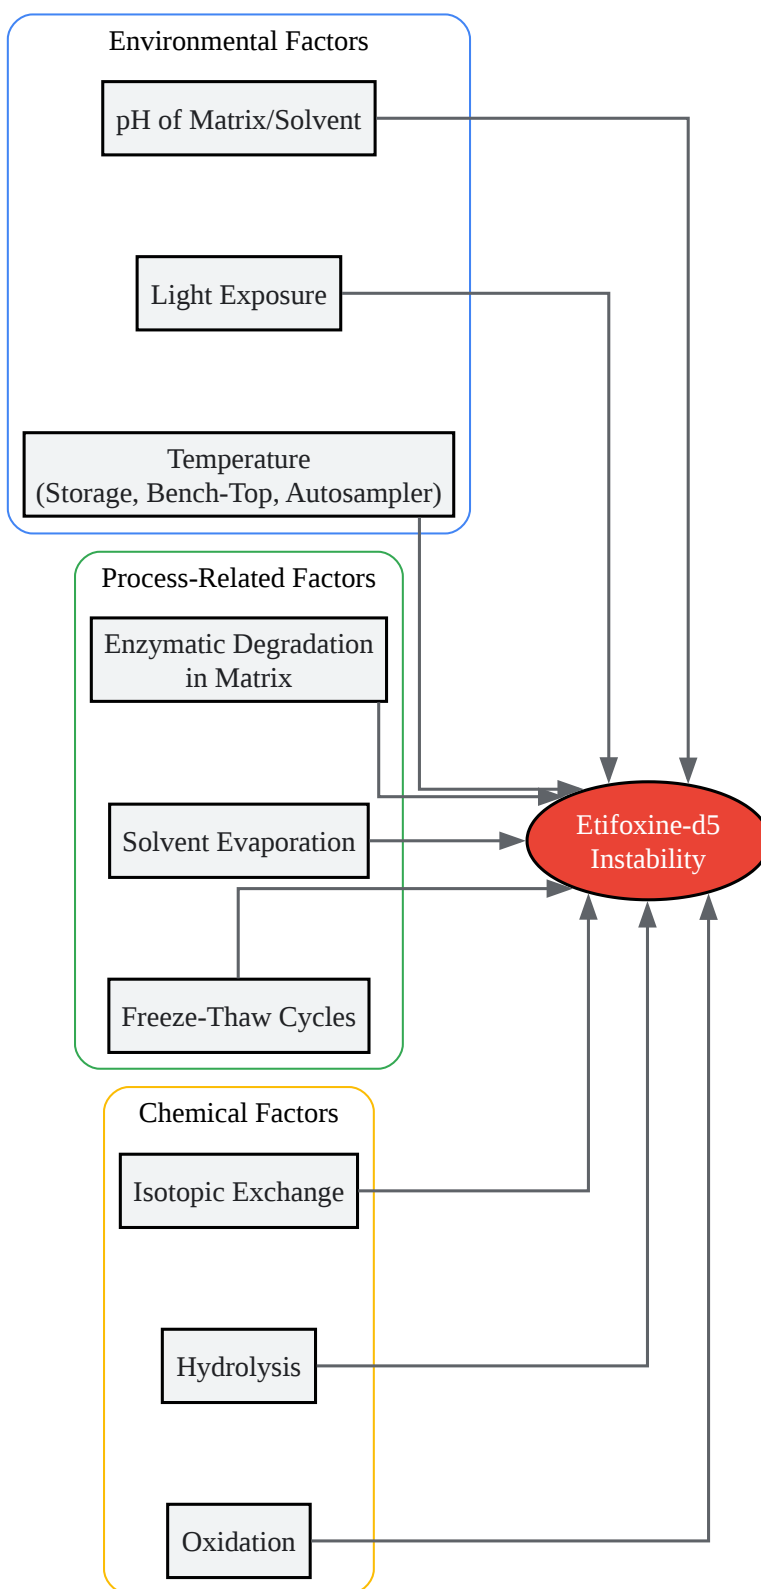 Environmental Factors
pH of Matrix/Solvent
Light Exposure
Temperature
(Storage, Bench-Top, Autosampler)
Process-Related Factors
Enzymatic Degradation
in Matrix
Solvent Evaporation
Freeze-Thaw Cycles
Etifoxine-d5
Instability
Chemical Factors
Isotopic Exchange
Hydrolysis
Oxidation